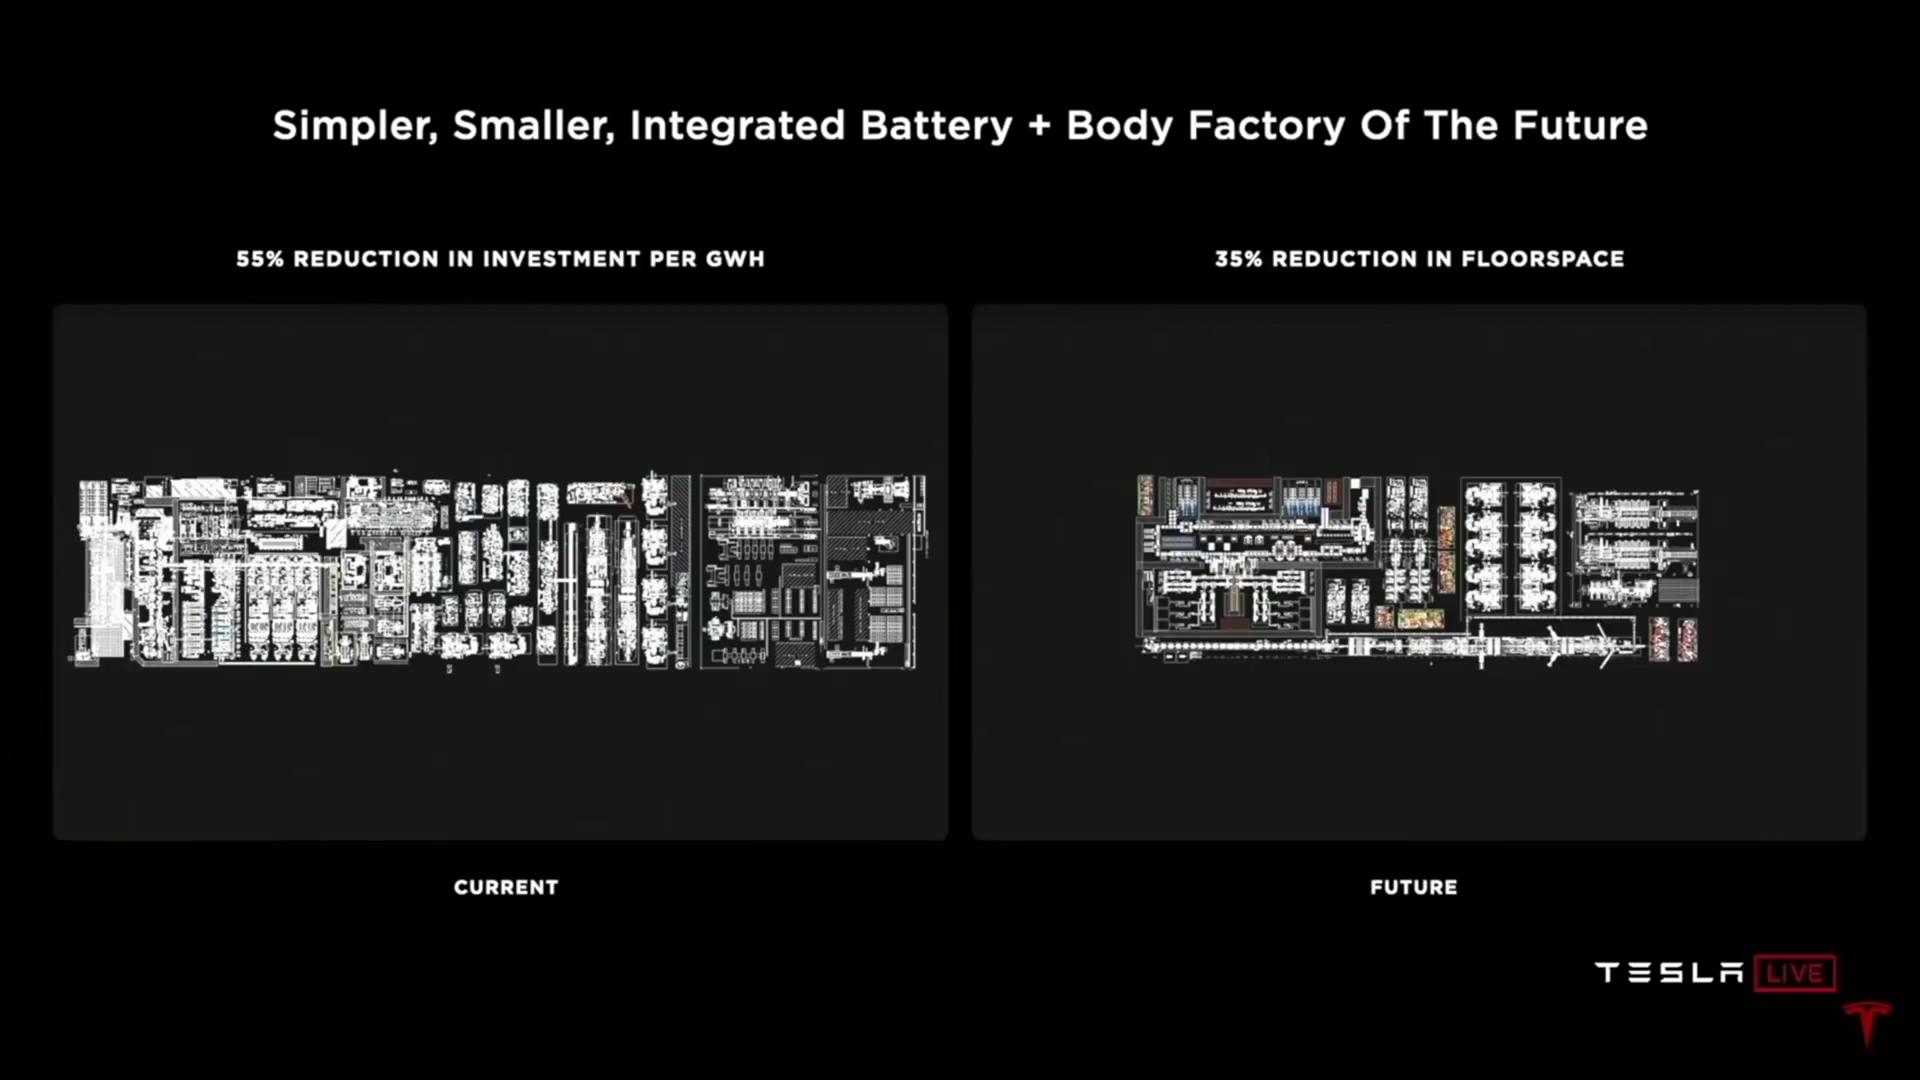 Simpler, Smaller, Integrated Battery + Body Factory Of The Future
55% REDUCTION IN INVESTMENT PER GWH
35% REDUCTION IN FLOORSPACE
CURRENT
FUTURE
TESLA LIVE